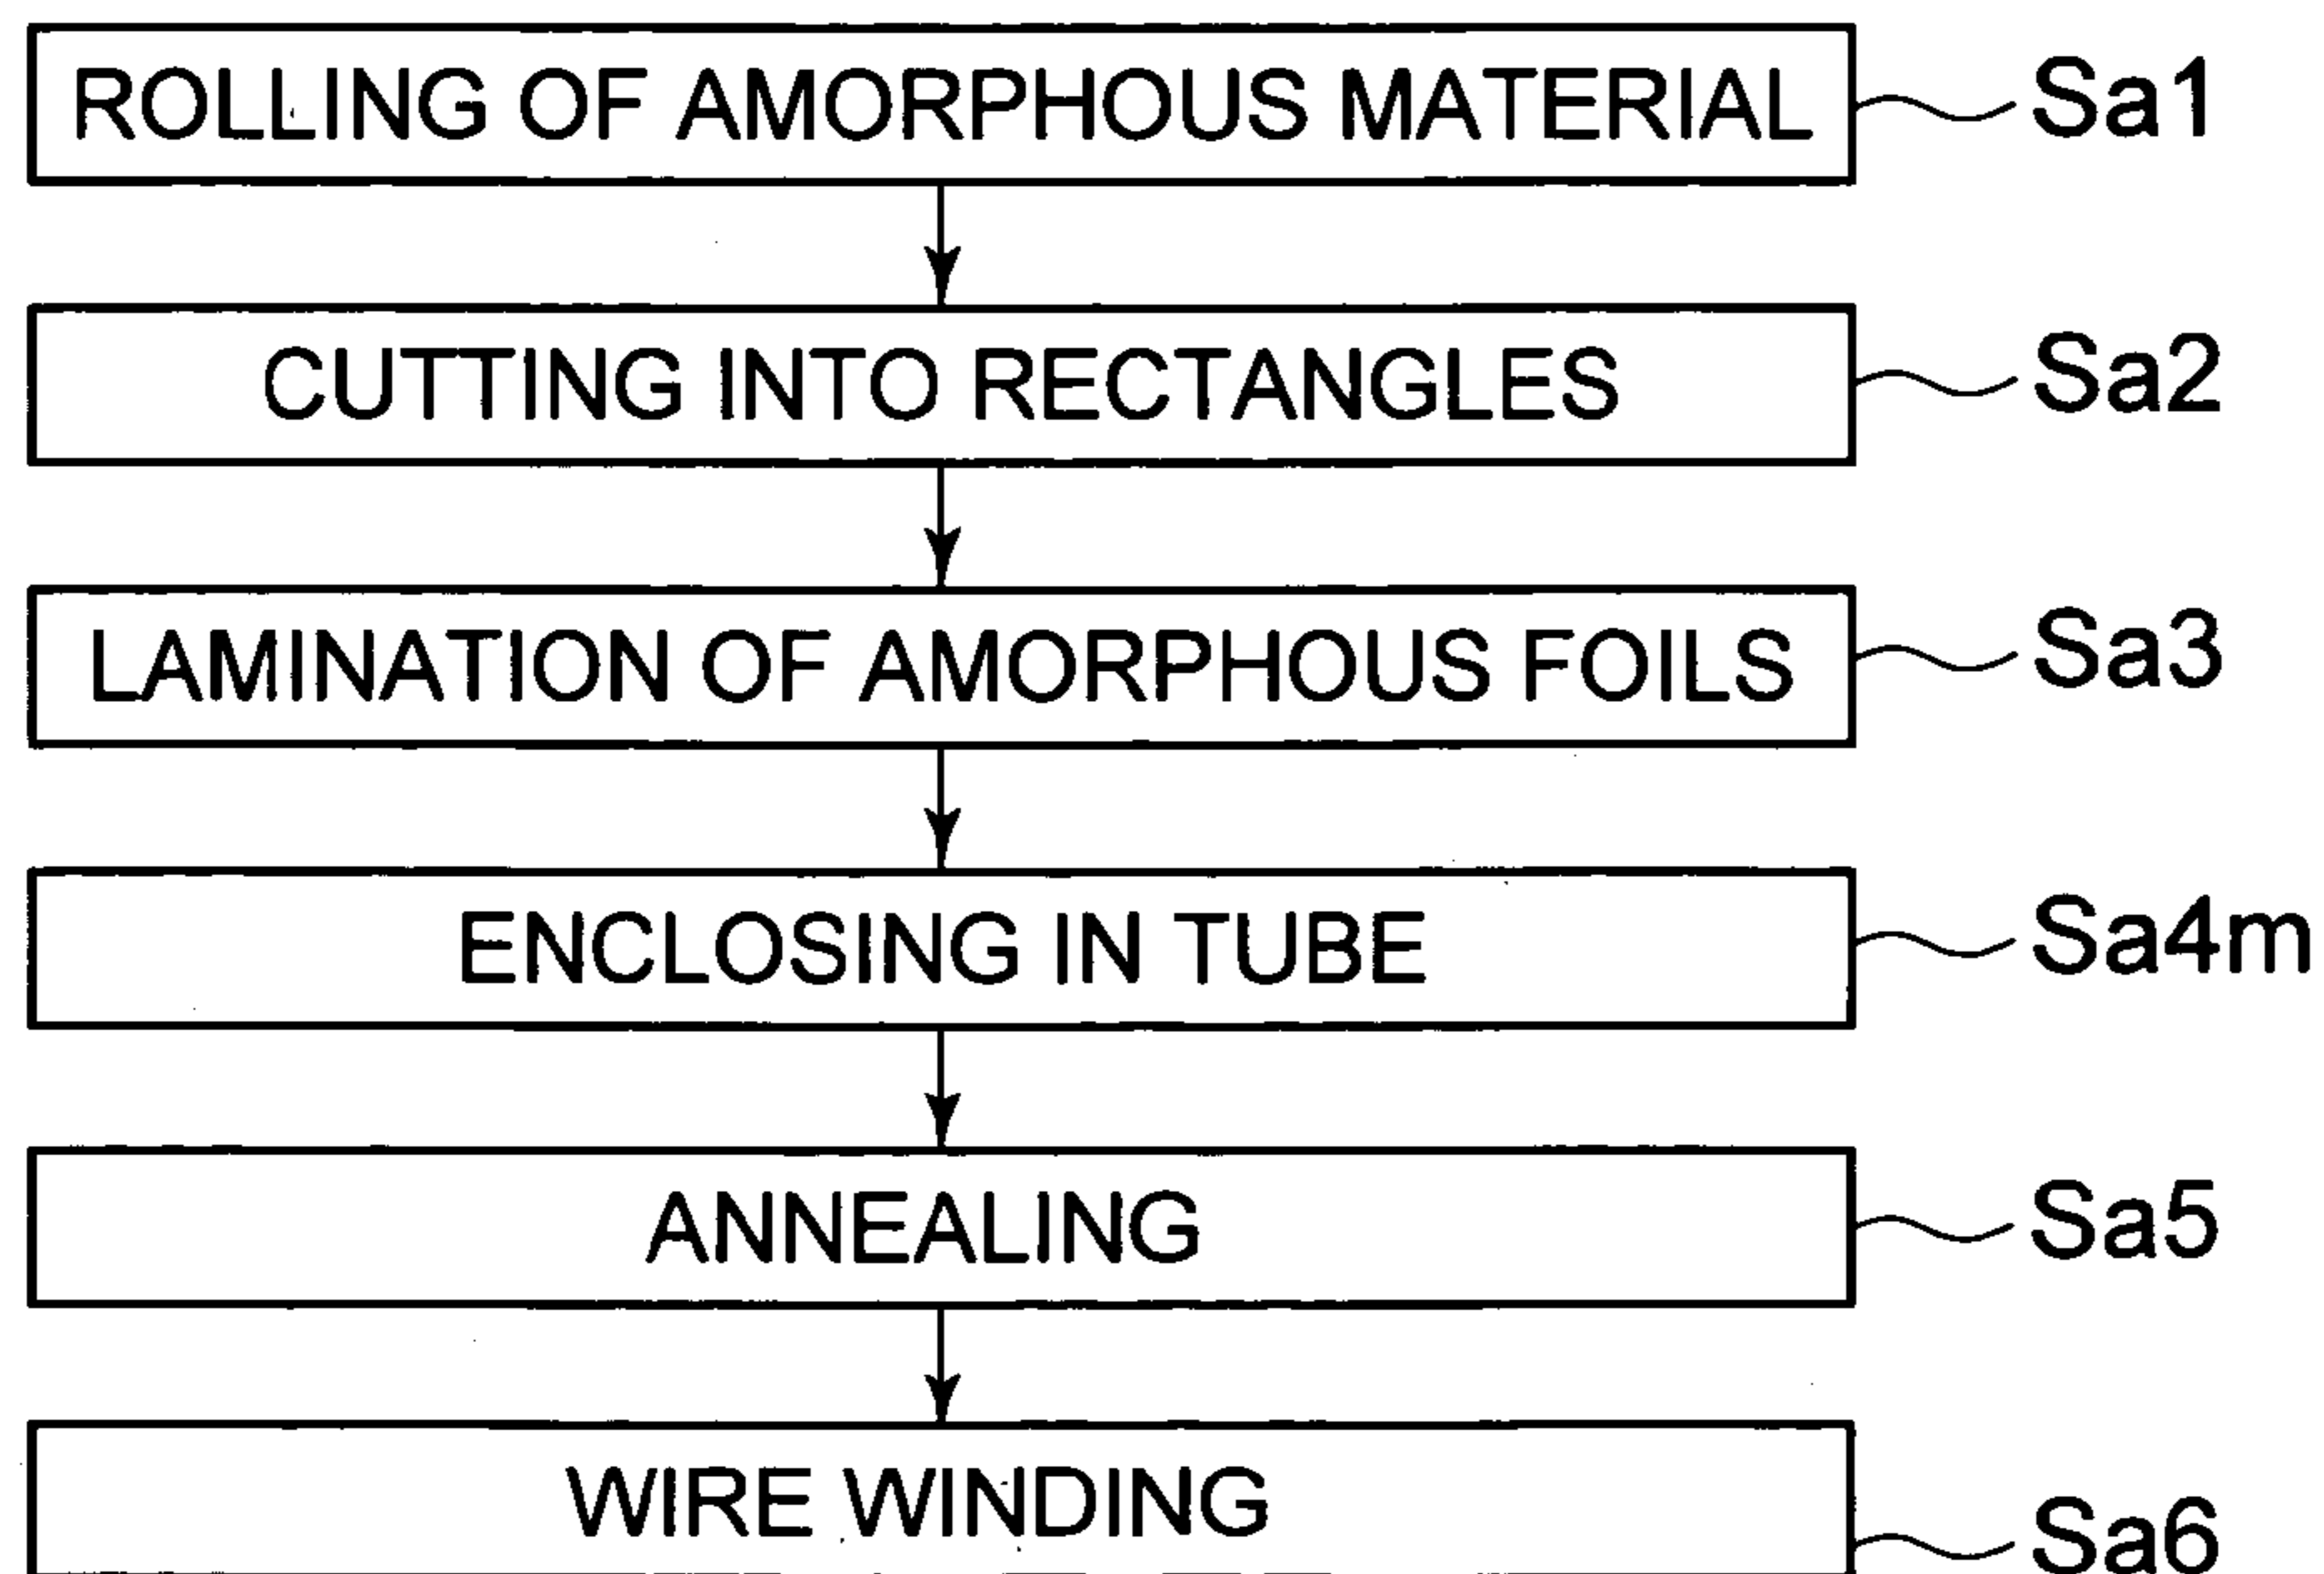 ROLLING OF AMORPHOUS MATERIAL Sa1
CUTTING INTO RECTANGLES Sa2
LAMINATION OF AMORPHOUS FOILS Sa3
ENCLOSING IN TUBE Sa4m
ANNEALING Sa5
WIRE WINDING Sa6